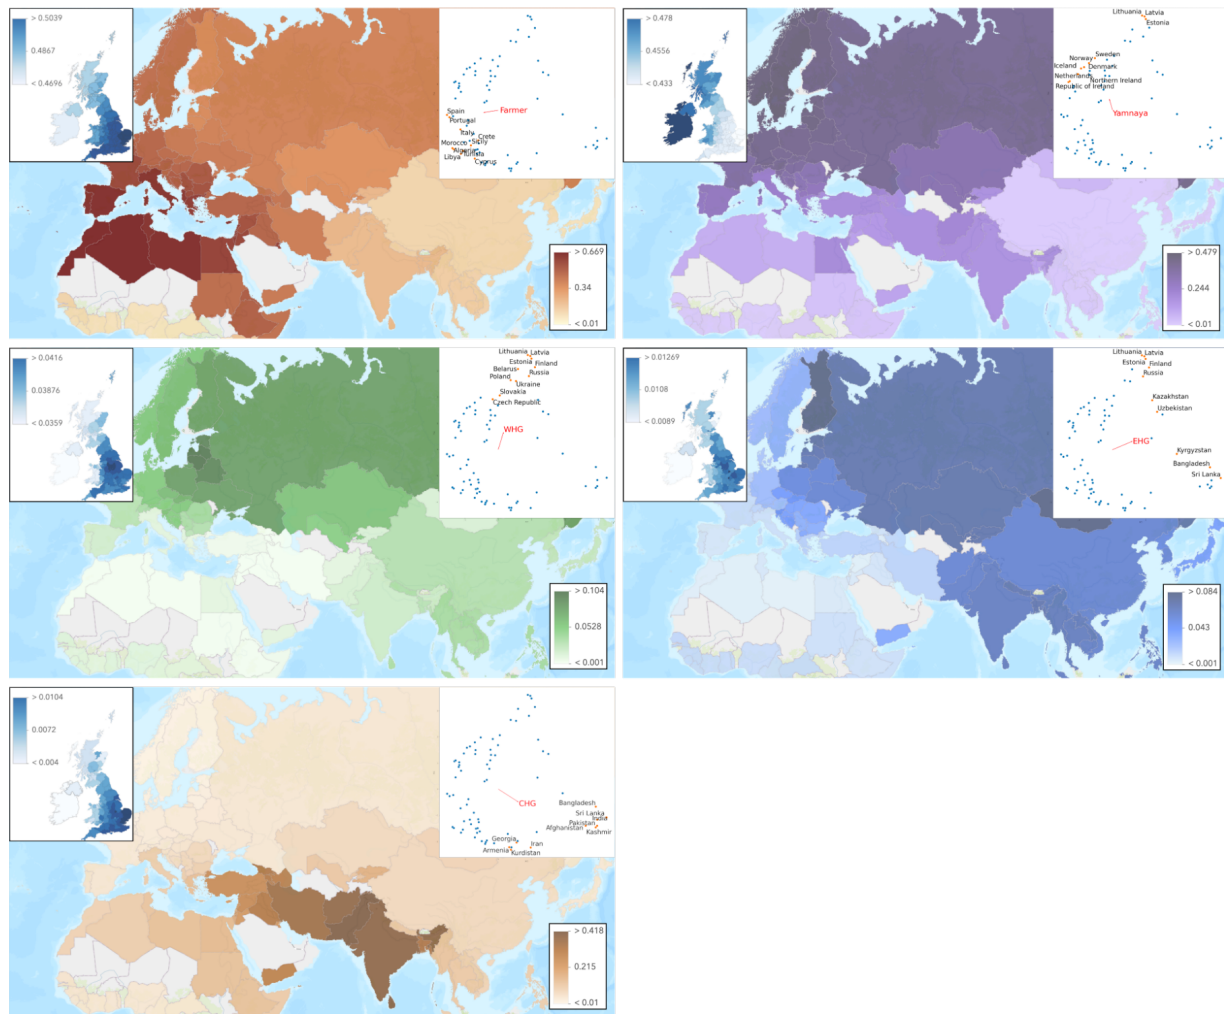 > 0.5039
0.4867
< 0.4696
Spain
Portugal
Farmer
Italy
Crete
Morocco
Sicily
Algeria
Libya
Tunisia
Cyprus
> 0.669
0.34
< 0.01
> 0.478
0.4556
< 0.433
Lithuania
Latvia
Estonia
Sweden
Norway
Iceland
Denmark
Netherlands
Northern Ireland
Republic of Ireland
Yamnaya
> 0.479
0.244
< 0.01
> 0.0416
0.03876
< 0.0359
Lithuania
Latvia
Estonia
Finland
Belarus
Russia
Poland
Ukraine
Slovakia
Czech Republic
WHG
> 0.104
0.0528
< 0.001
> 0.01269
0.0108
< 0.0089
Lithuania
Latvia
Estonia
Finland
Russia
Kazakhstan
Uzbekistan
EHG
Kyrgyzstan
Bangladesh
Sri Lanka
> 0.084
0.043
< 0.001
> 0.0104
0.0072
< 0.004
CHG
Bangladesh
Sri Lanka
India
Pakistan
Afghanistan
Kashmir
Georgia
Iran
Armenia
Kurdistan
> 0.418
0.215
< 0.01